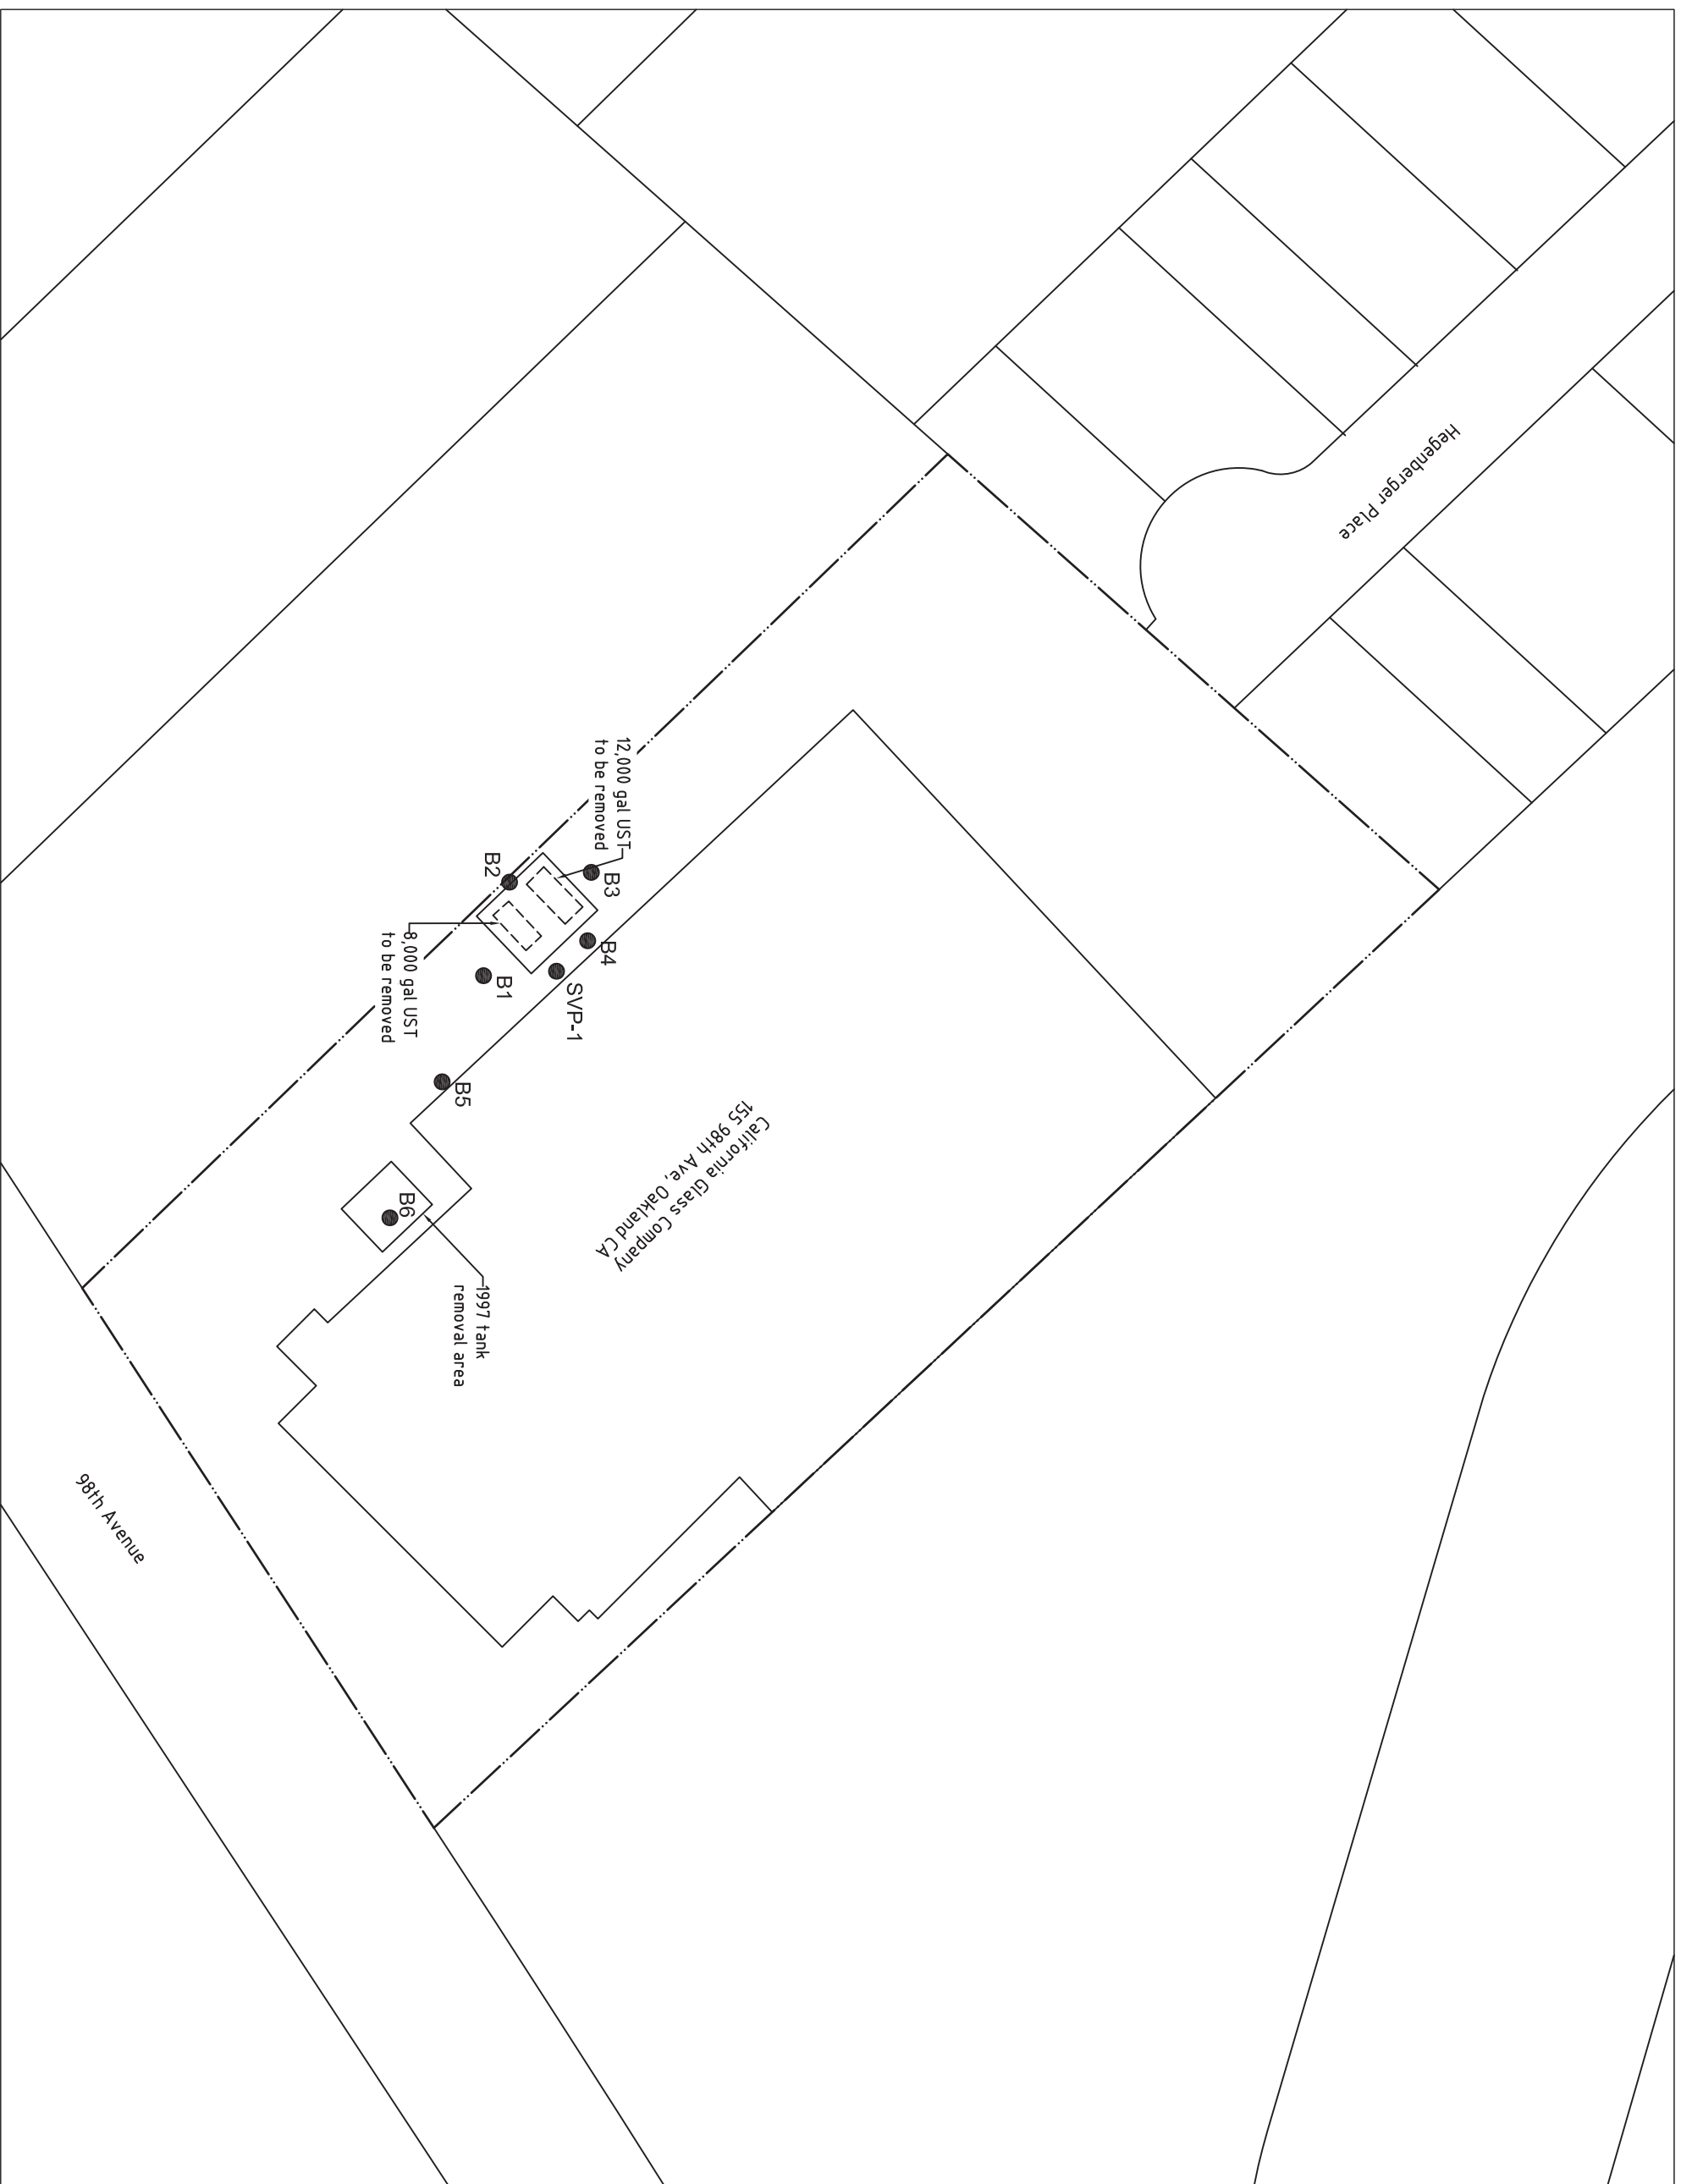 Hegenberger Place
12,000 gal UST
to be removed
B3
B2
B4
8,000 gal UST
to be removed
B1
SVP-1
B5
California Glass Company
155 98th Ave, Oakland CA
B6
1997 tank
removal area
98th Avenue